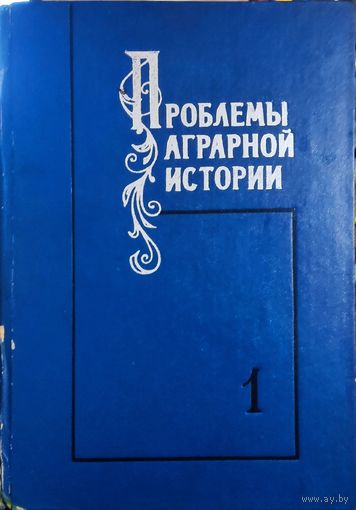 Проблемы
аграрной
истории
1
www.ay.by